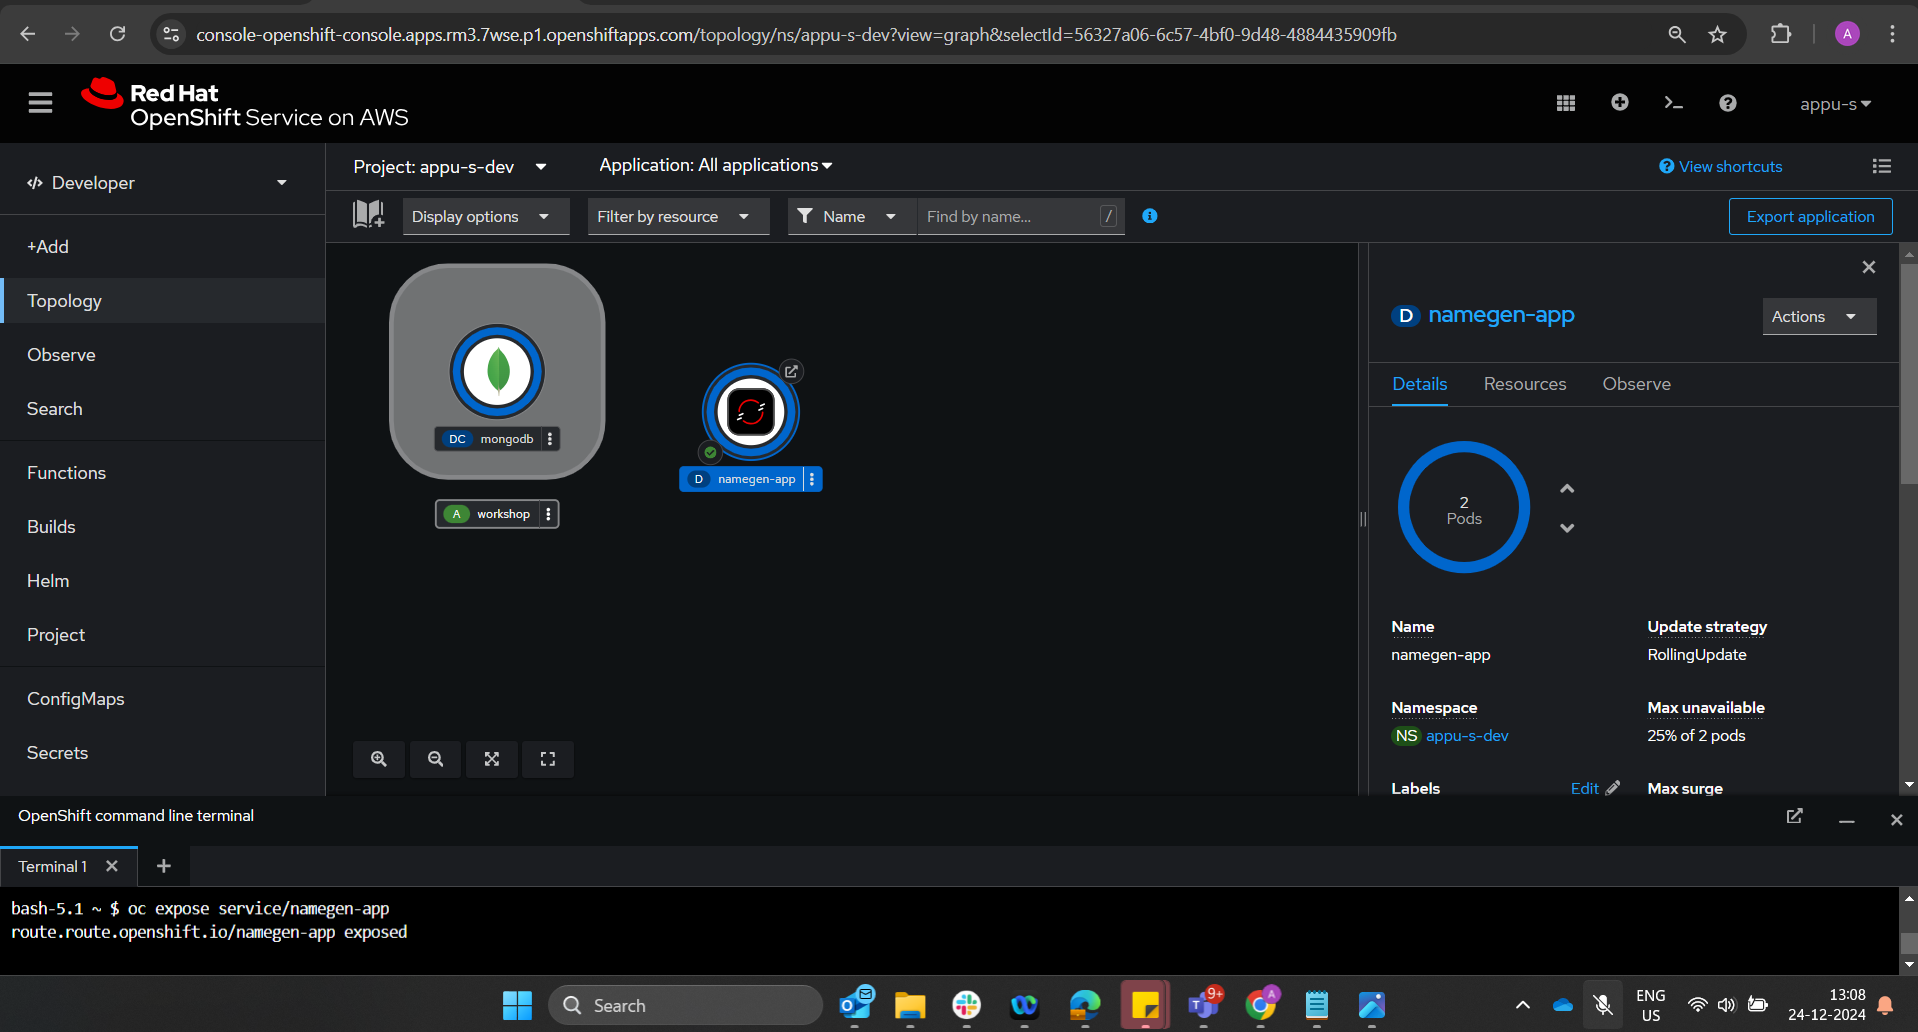 console-openshift-console.apps.rm3.7wse.p1.openshiftapps.com/topology/ns/appu-s-dev?view=graph&selectId=56327a06-6c57-4bf0-9d48-4884435909fb
A
Red Hat
OpenShift Service on AWS
appu-s
Developer
Project: appu-s-dev
Application: All applications
View shortcuts
Display options
Filter by resource
Name
Find by name...
/
Export application
+Add
Topology
Observe
Search
Functions
Builds
Helm
Project
ConfigMaps
Secrets
DC mongodb
A workshop
D namegen-app
D namegen-app
Actions
Details
Resources
Observe
2
Pods
Name
namegen-app
Update strategy
RollingUpdate
Namespace
NS appu-s-dev
Max unavailable
25% of 2 pods
Labels
Edit
Max surge
OpenShift command line terminal
Terminal 1
bash-5.1 ~ $ oc expose service/namegen-app
route.route.openshift.io/namegen-app exposed
Search
9+
A
ENG
US
13:08
24-12-2024